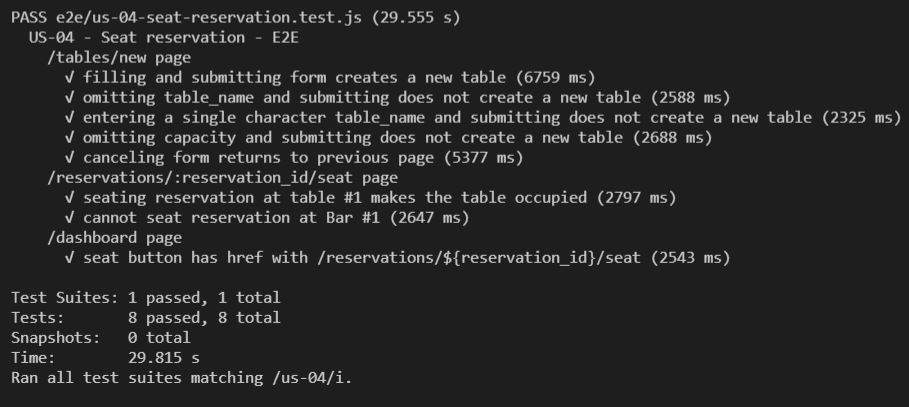 PASS e2e/us-04-seat-reservation.test.js (29.555 s)
US-04 - Seat reservation - E2E
/tables/new page
√ filling and submitting form creates a new table (6759 ms)
√ omitting table_name and submitting does not create a new table (2588 ms)
√ entering a single character table_name and submitting does not create a new table (2325 ms)
√ omitting capacity and submitting does not create a new table (2688 ms)
√ canceling form returns to previous page (5377 ms)
/reservations/:reservation_id/seat page
√ seating reservation at table #1 makes the table occupied (2797 ms)
√ cannot seat reservation at Bar #1 (2647 ms)
/dashboard page
√ seat button has href with /reservations/${reservation_id}/seat (2543 ms)
Test Suites: 1 passed, 1 total
Tests: 8 passed, 8 total
Snapshots: 0 total
Time: 29.815 s
Ran all test suites matching /us-04/i.